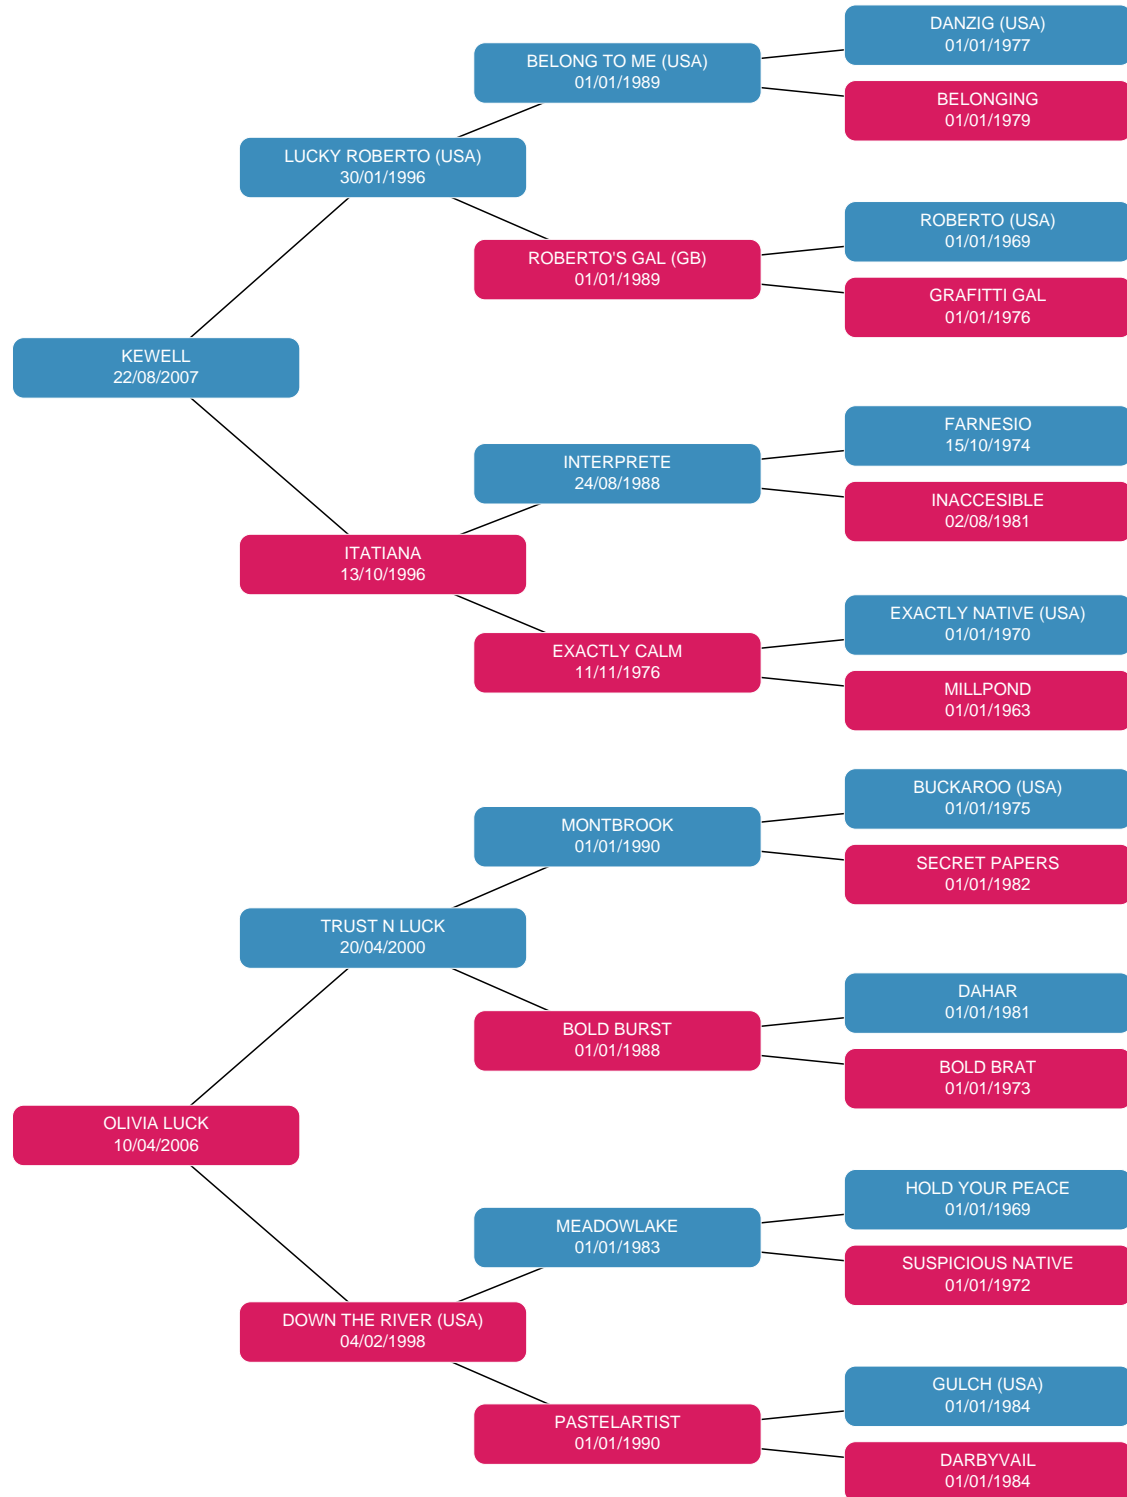 DANZIG (USA)
01/01/1977
BELONG TO ME (USA)
01/01/1989
BELONGING
01/01/1979
LUCKY ROBERTO (USA)
30/01/1996
ROBERTO (USA)
01/01/1969
ROBERTO'S GAL (GB)
01/01/1989
GRAFITTI GAL
01/01/1976
KEWELL
22/08/2007
FARNESIO
15/10/1974
INTERPRETE
24/08/1988
INACCESIBLE
02/08/1981
ITATIANA
13/10/1996
EXACTLY NATIVE (USA)
01/01/1970
EXACTLY CALM
11/11/1976
MILLPOND
01/01/1963
BUCKAROO (USA)
01/01/1975
MONTBROOK
01/01/1990
SECRET PAPERS
01/01/1982
TRUST N LUCK
20/04/2000
DAHAR
01/01/1981
BOLD BURST
01/01/1988
BOLD BRAT
01/01/1973
OLIVIA LUCK
10/04/2006
HOLD YOUR PEACE
01/01/1969
MEADOWLAKE
01/01/1983
SUSPICIOUS NATIVE
01/01/1972
DOWN THE RIVER (USA)
04/02/1998
GULCH (USA)
01/01/1984
PASTELARTIST
01/01/1990
DARBYVAIL
01/01/1984